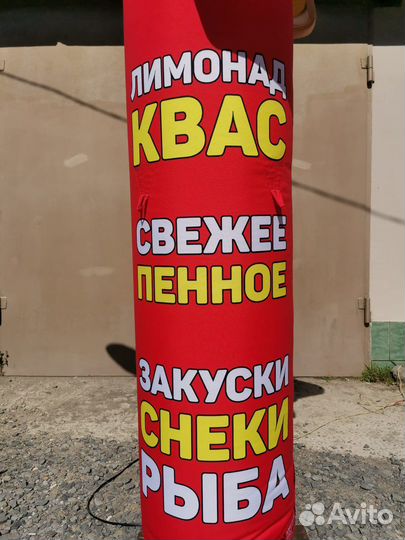 ЛИМОНАД
КВАС
СВЕЖЕЕ
ПЕННОЕ
ЗАКУСКИ
СНЕКИ
РЫБА
Avito